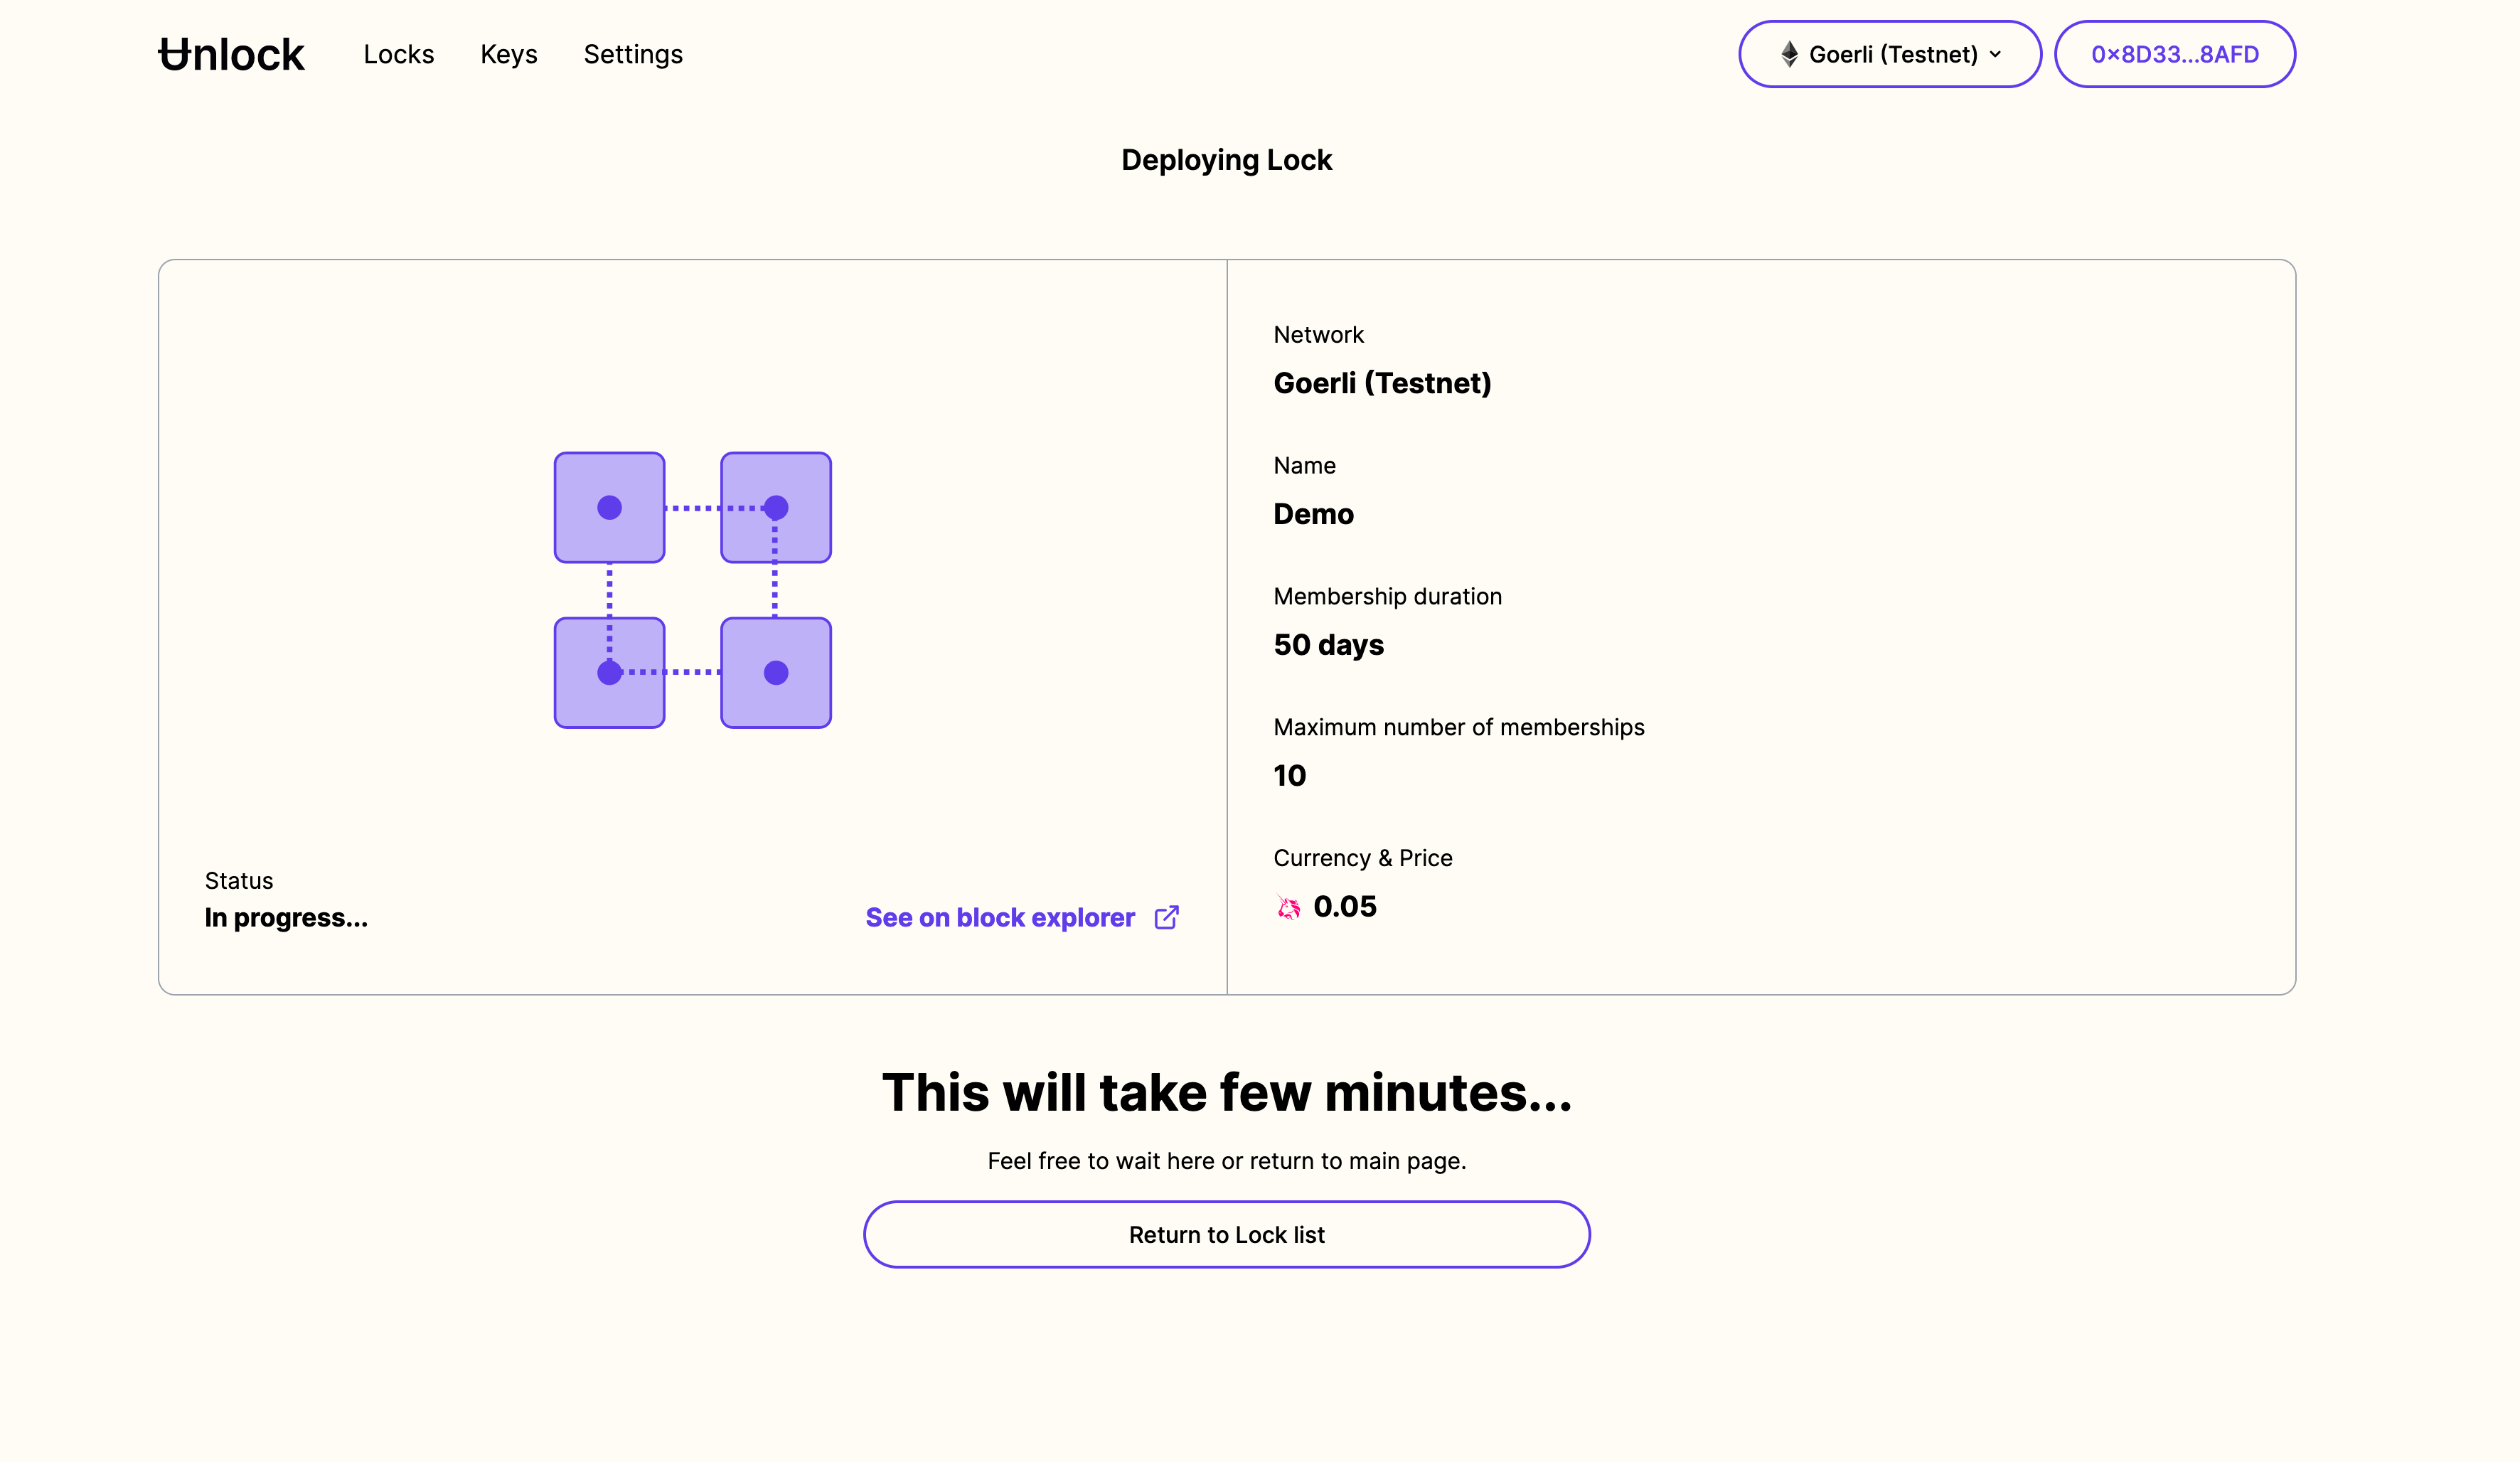 Unlock
Locks
Keys
Settings
Goerli (Testnet)
0×8D33...8AFD
Deploying Lock
Network
Goerli (Testnet)
Name
Demo
Membership duration
50 days
Maximum number of memberships
10
Currency & Price
0.05
Status
In progress...
See on block explorer
This will take few minutes...
Feel free to wait here or return to main page.
Return to Lock list